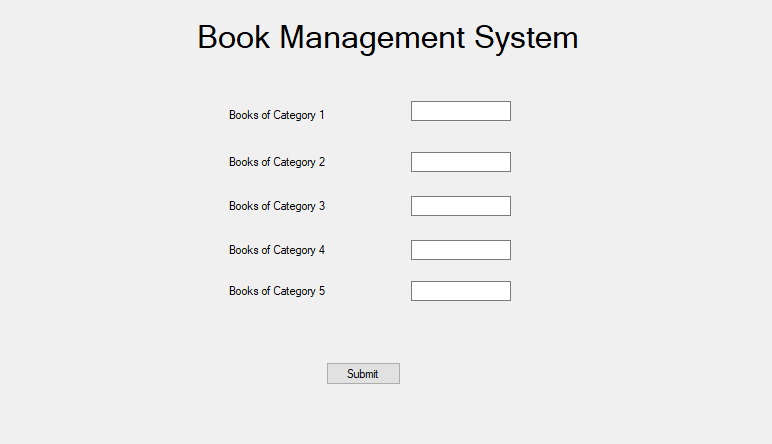 Book Management System
Books of Category 1
Books of Category 2
Books of Category 3
Books of Category 4
Books of Category 5
Submit